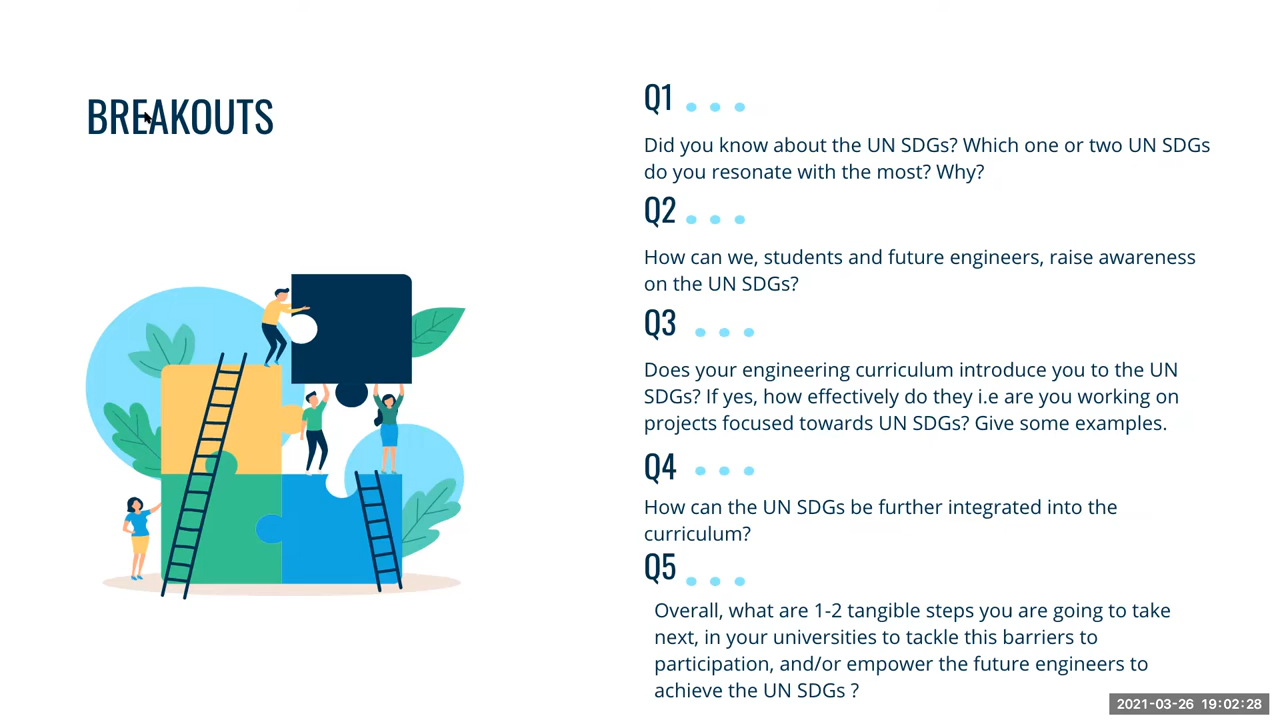 BREAKOUTS
Q1
Did you know about the UN SDGs? Which one or two UN SDGs
do you resonate with the most? Why?
Q2
How can we, students and future engineers, raise awareness
on the UN SDGs?
Q3
Does your engineering curriculum introduce you to the UN
SDGs? If yes, how effectively do they i.e are you working on
projects focused towards UN SDGs? Give some examples.
Q4
How can the UN SDGs be further integrated into the
curriculum?
Q5
Overall, what are 1-2 tangible steps you are going to take
next, in your universities to tackle this barriers to
participation, and/or empower the future engineers to
achieve the UN SDGs ?
2021-03-26 19:02:28